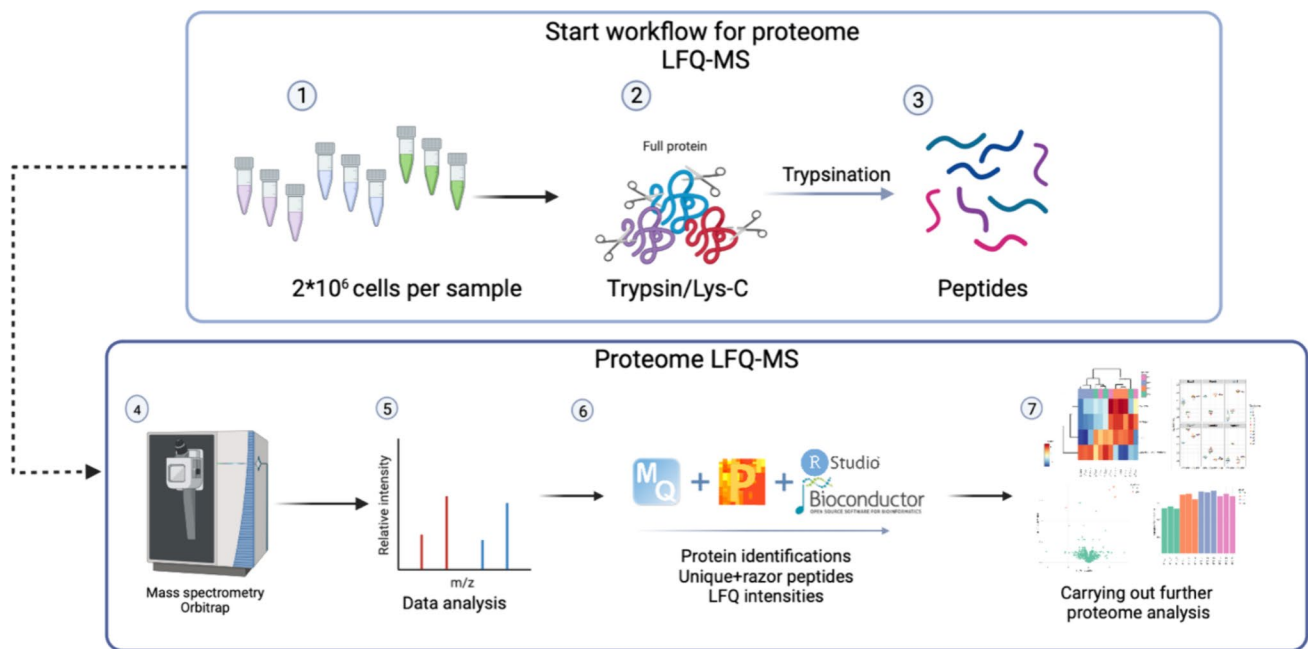 Start workflow for proteome
LFQ-MS
1
2
3
Full protein
Trypsination
2*10⁶ cells per sample
Trypsin/Lys-C
Peptides
Proteome LFQ-MS
4
5
6
7
Relative intensity
m/z
Mass spectrometry
Orbitrap
Data analysis
MQ + P + R Studio
Bioconductor
OPEN SOURCE SOFTWARE FOR BIOINFORMATICS
Protein identifications
Unique+razor peptides
LFQ intensities
Carrying out further
proteome analysis